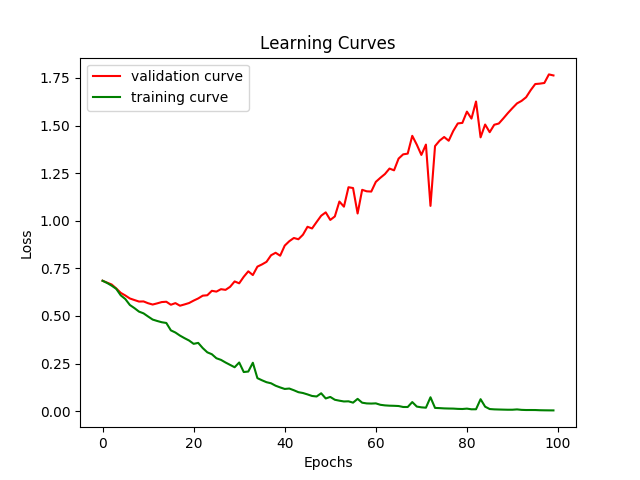 Learning Curves
validation curve
training curve
1.75
1.50
1.25
1.00
0.75
0.50
0.25
0.00
Loss
0 20 40 60 80 100
Epochs